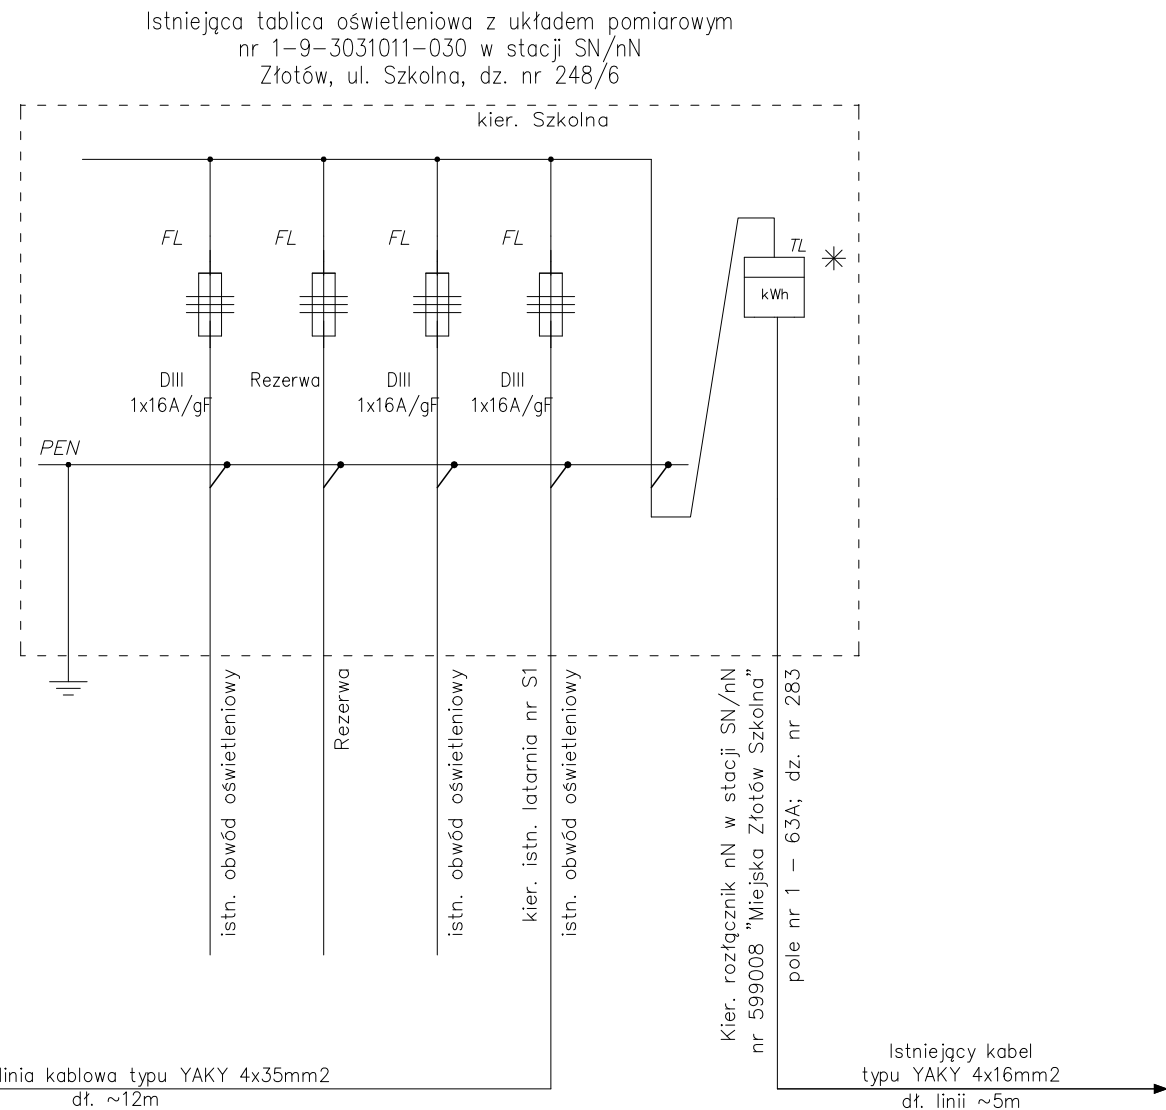 Istniejąca tablica oświetleniowa z układem pomiarowym
nr 1-9-3031011-030 w stacji SN/nN
Złotów, ul. Szkolna, dz. nr 248/6
kier. Szkolna
FL
FL
FL
FL
TL
kWh
DIII
1x16A/gF
Rezerwa
DIII
1x16A/gF
DIII
1x16A/gF
PEN
istn. obwód oświetleniowy
Rezerwa
istn. obwód oświetleniowy
kier. istn. latarnia nr S1
istn. obwód oświetleniowy
Kier. rozłącznik nN w stacji SN/nN
nr 599008 "Miejska Złotów Szkolna"
pole nr 1 – 63A; dz. nr 283
linia kablowa typu YAKY 4x35mm2
dł. ~12m
Istniejący kabel
typu YAKY 4x16mm2
dł. linii ~5m